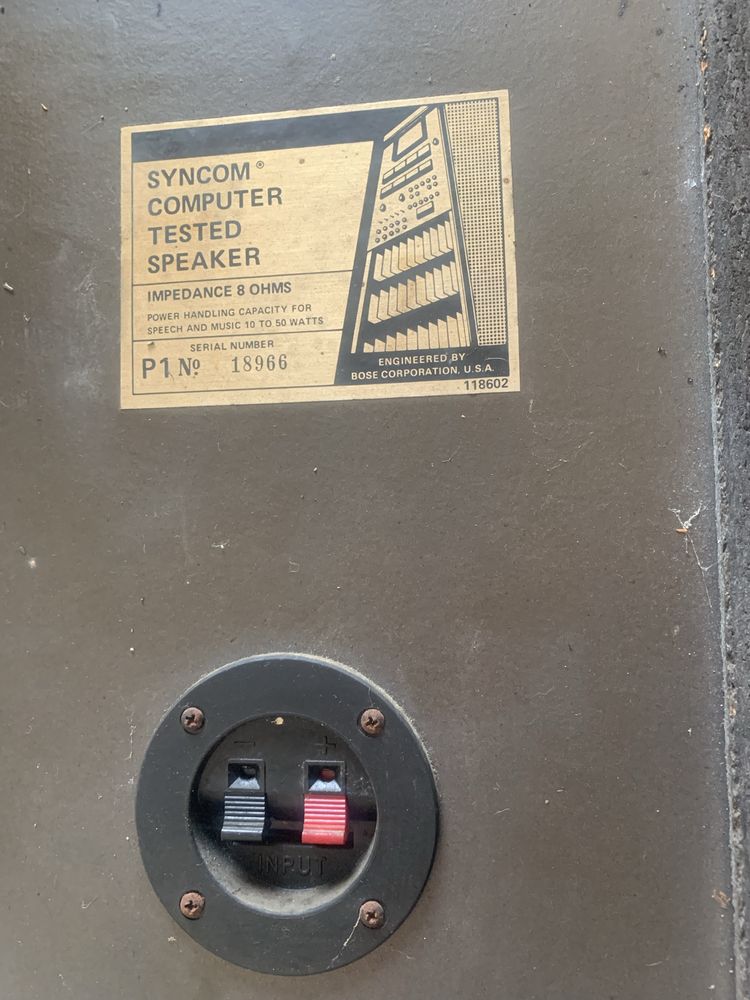 SYNCOM®
COMPUTER
TESTED
SPEAKER
IMPEDANCE 8 OHMS
POWER HANDLING CAPACITY FOR
SPEECH AND MUSIC 10 TO 50 WATTS
SERIAL NUMBER
P1 No 18966
ENGINEERED BY
BOSE CORPORATION, U.S.A.
118602
- +
INPUT